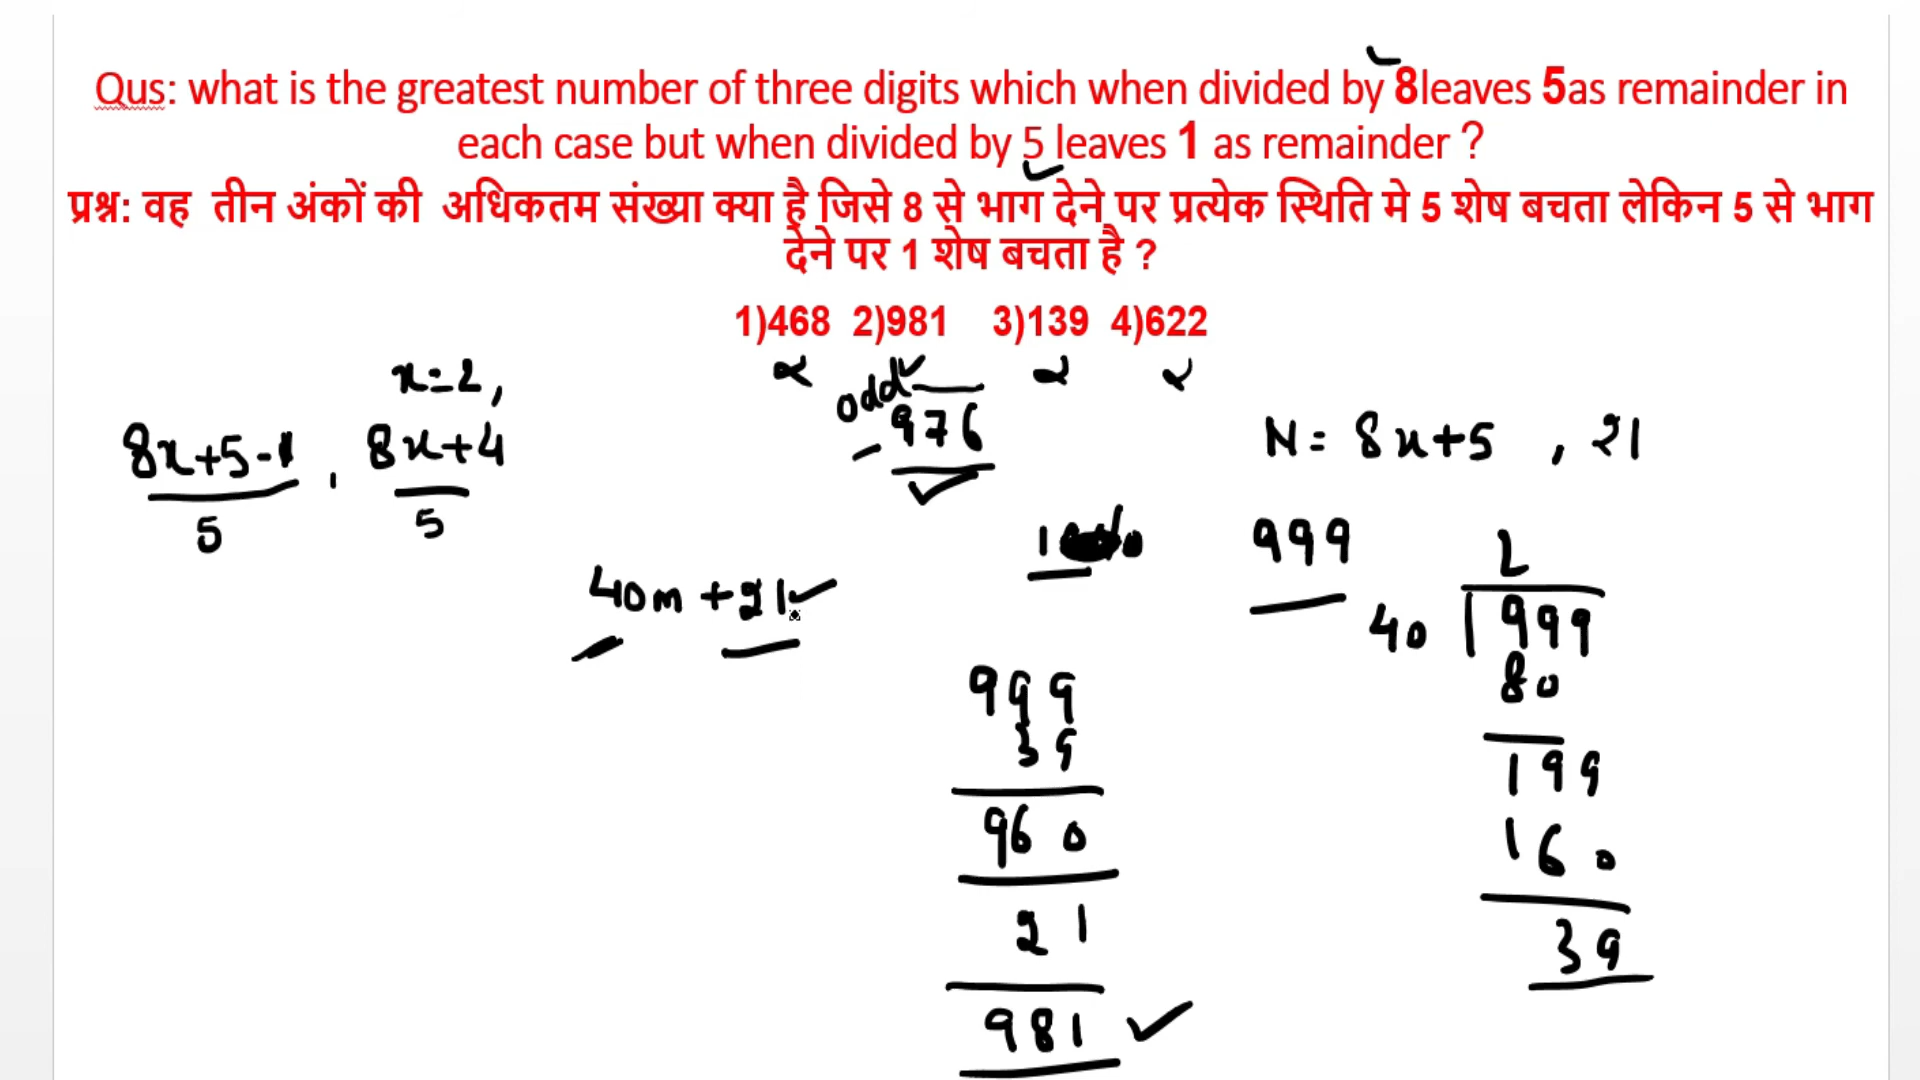 Qus: what is the greatest number of three digits which when divided by 8leaves 5as remainder in
each case but when divided by 5 leaves 1 as remainder ?
प्रश्न: वह तीन अंकों की अधिकतम संख्या क्या है जिसे 8 से भाग देने पर प्रत्येक स्थिति मे 5 शेष बचता लेकिन 5 से भाग
देने पर 1 शेष बचता है ?
1)468 2)981 3)139 4)622
x=2,
odd
976
8x+5-1
5
, 8x+4
5
N= 8x+5 , 21
40m +21
999
2
40 999
80
199
160
39
999
39
960
21
981